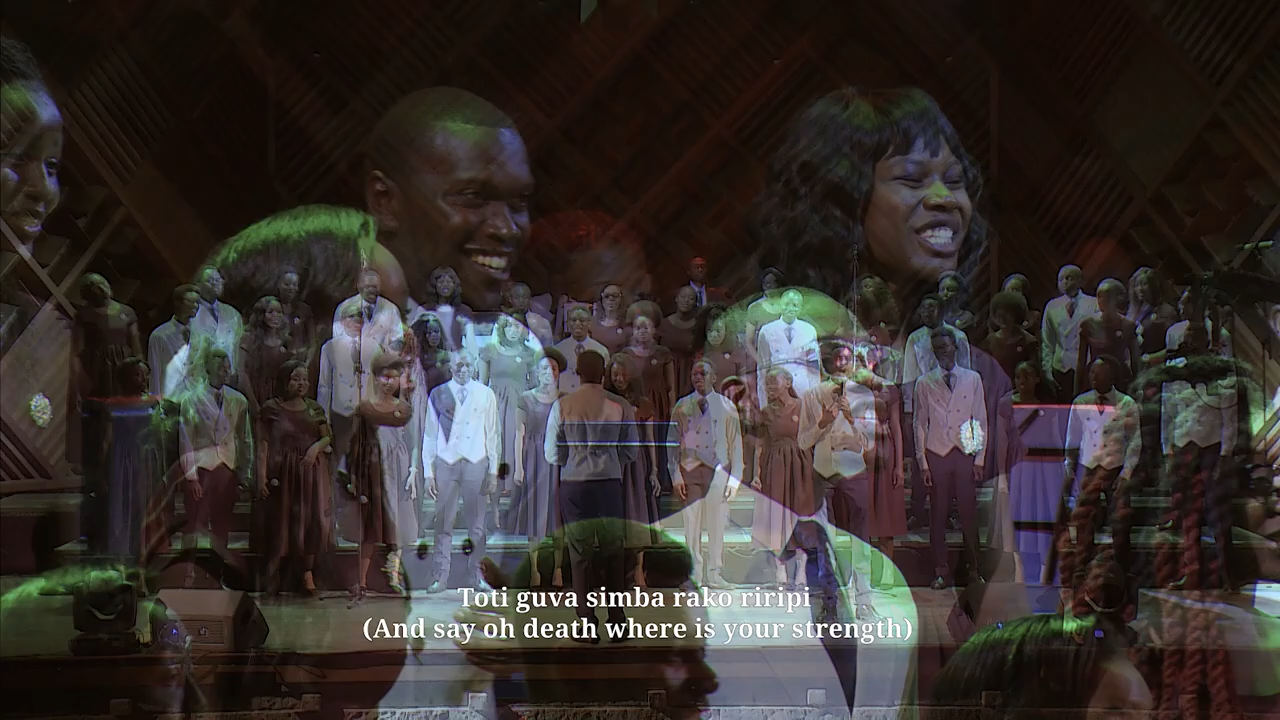 Toti guva simba rako riripi
(And say oh death where is your strength)